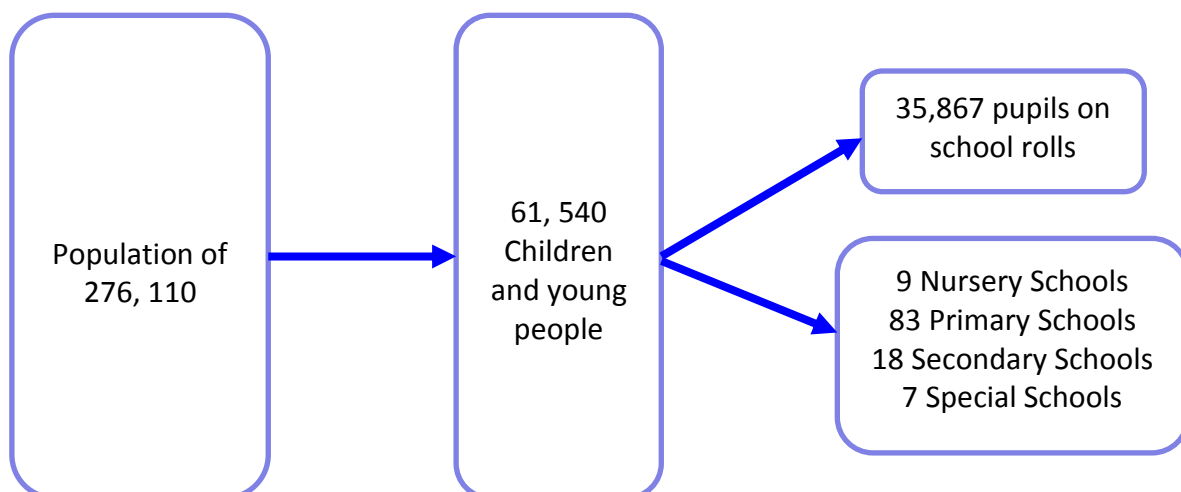 Population of
276, 110
61, 540
Children
and young
people
35,867 pupils on
school rolls
9 Nursery Schools
83 Primary Schools
18 Secondary Schools
7 Special Schools